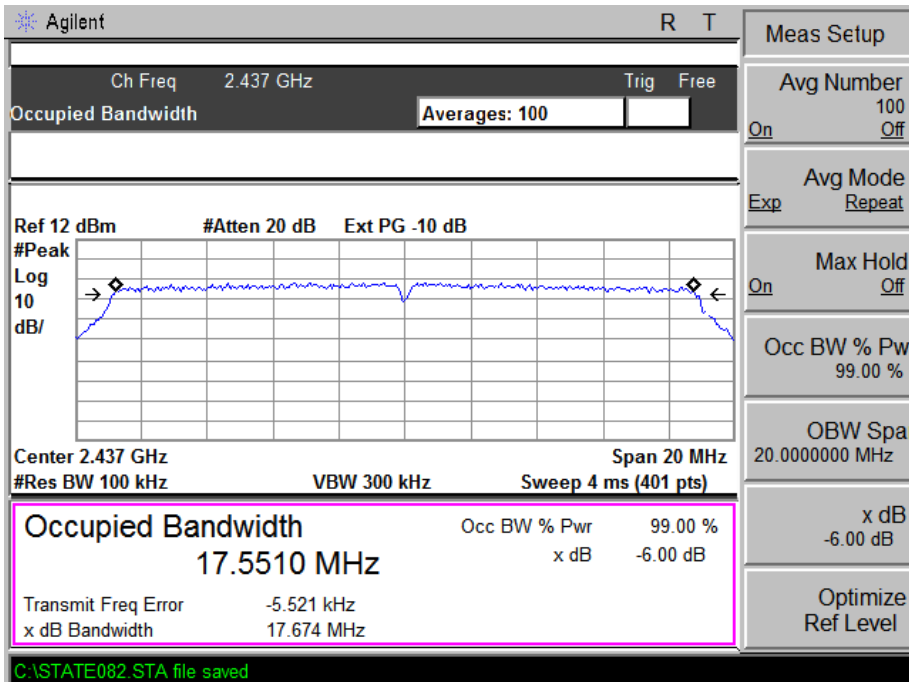 Agilent R T
Ch Freq 2.437 GHz Trig Free
Occupied Bandwidth Averages: 100
Ref 12 dBm #Atten 20 dB Ext PG -10 dB
#Peak
Log
10
dB/
Center 2.437 GHz Span 20 MHz
#Res BW 100 kHz VBW 300 kHz Sweep 4 ms (401 pts)
Occupied Bandwidth Occ BW % Pwr 99.00 %
17.5510 MHz x dB -6.00 dB
Transmit Freq Error -5.521 kHz
x dB Bandwidth 17.674 MHz
C:\STATE082.STA file saved
Meas Setup
Avg Number
100
On Off
Avg Mode
Exp Repeat
Max Hold
On Off
Occ BW % Pw
99.00 %
OBW Spa
20.0000000 MHz
x dB
-6.00 dB
Optimize
Ref Level